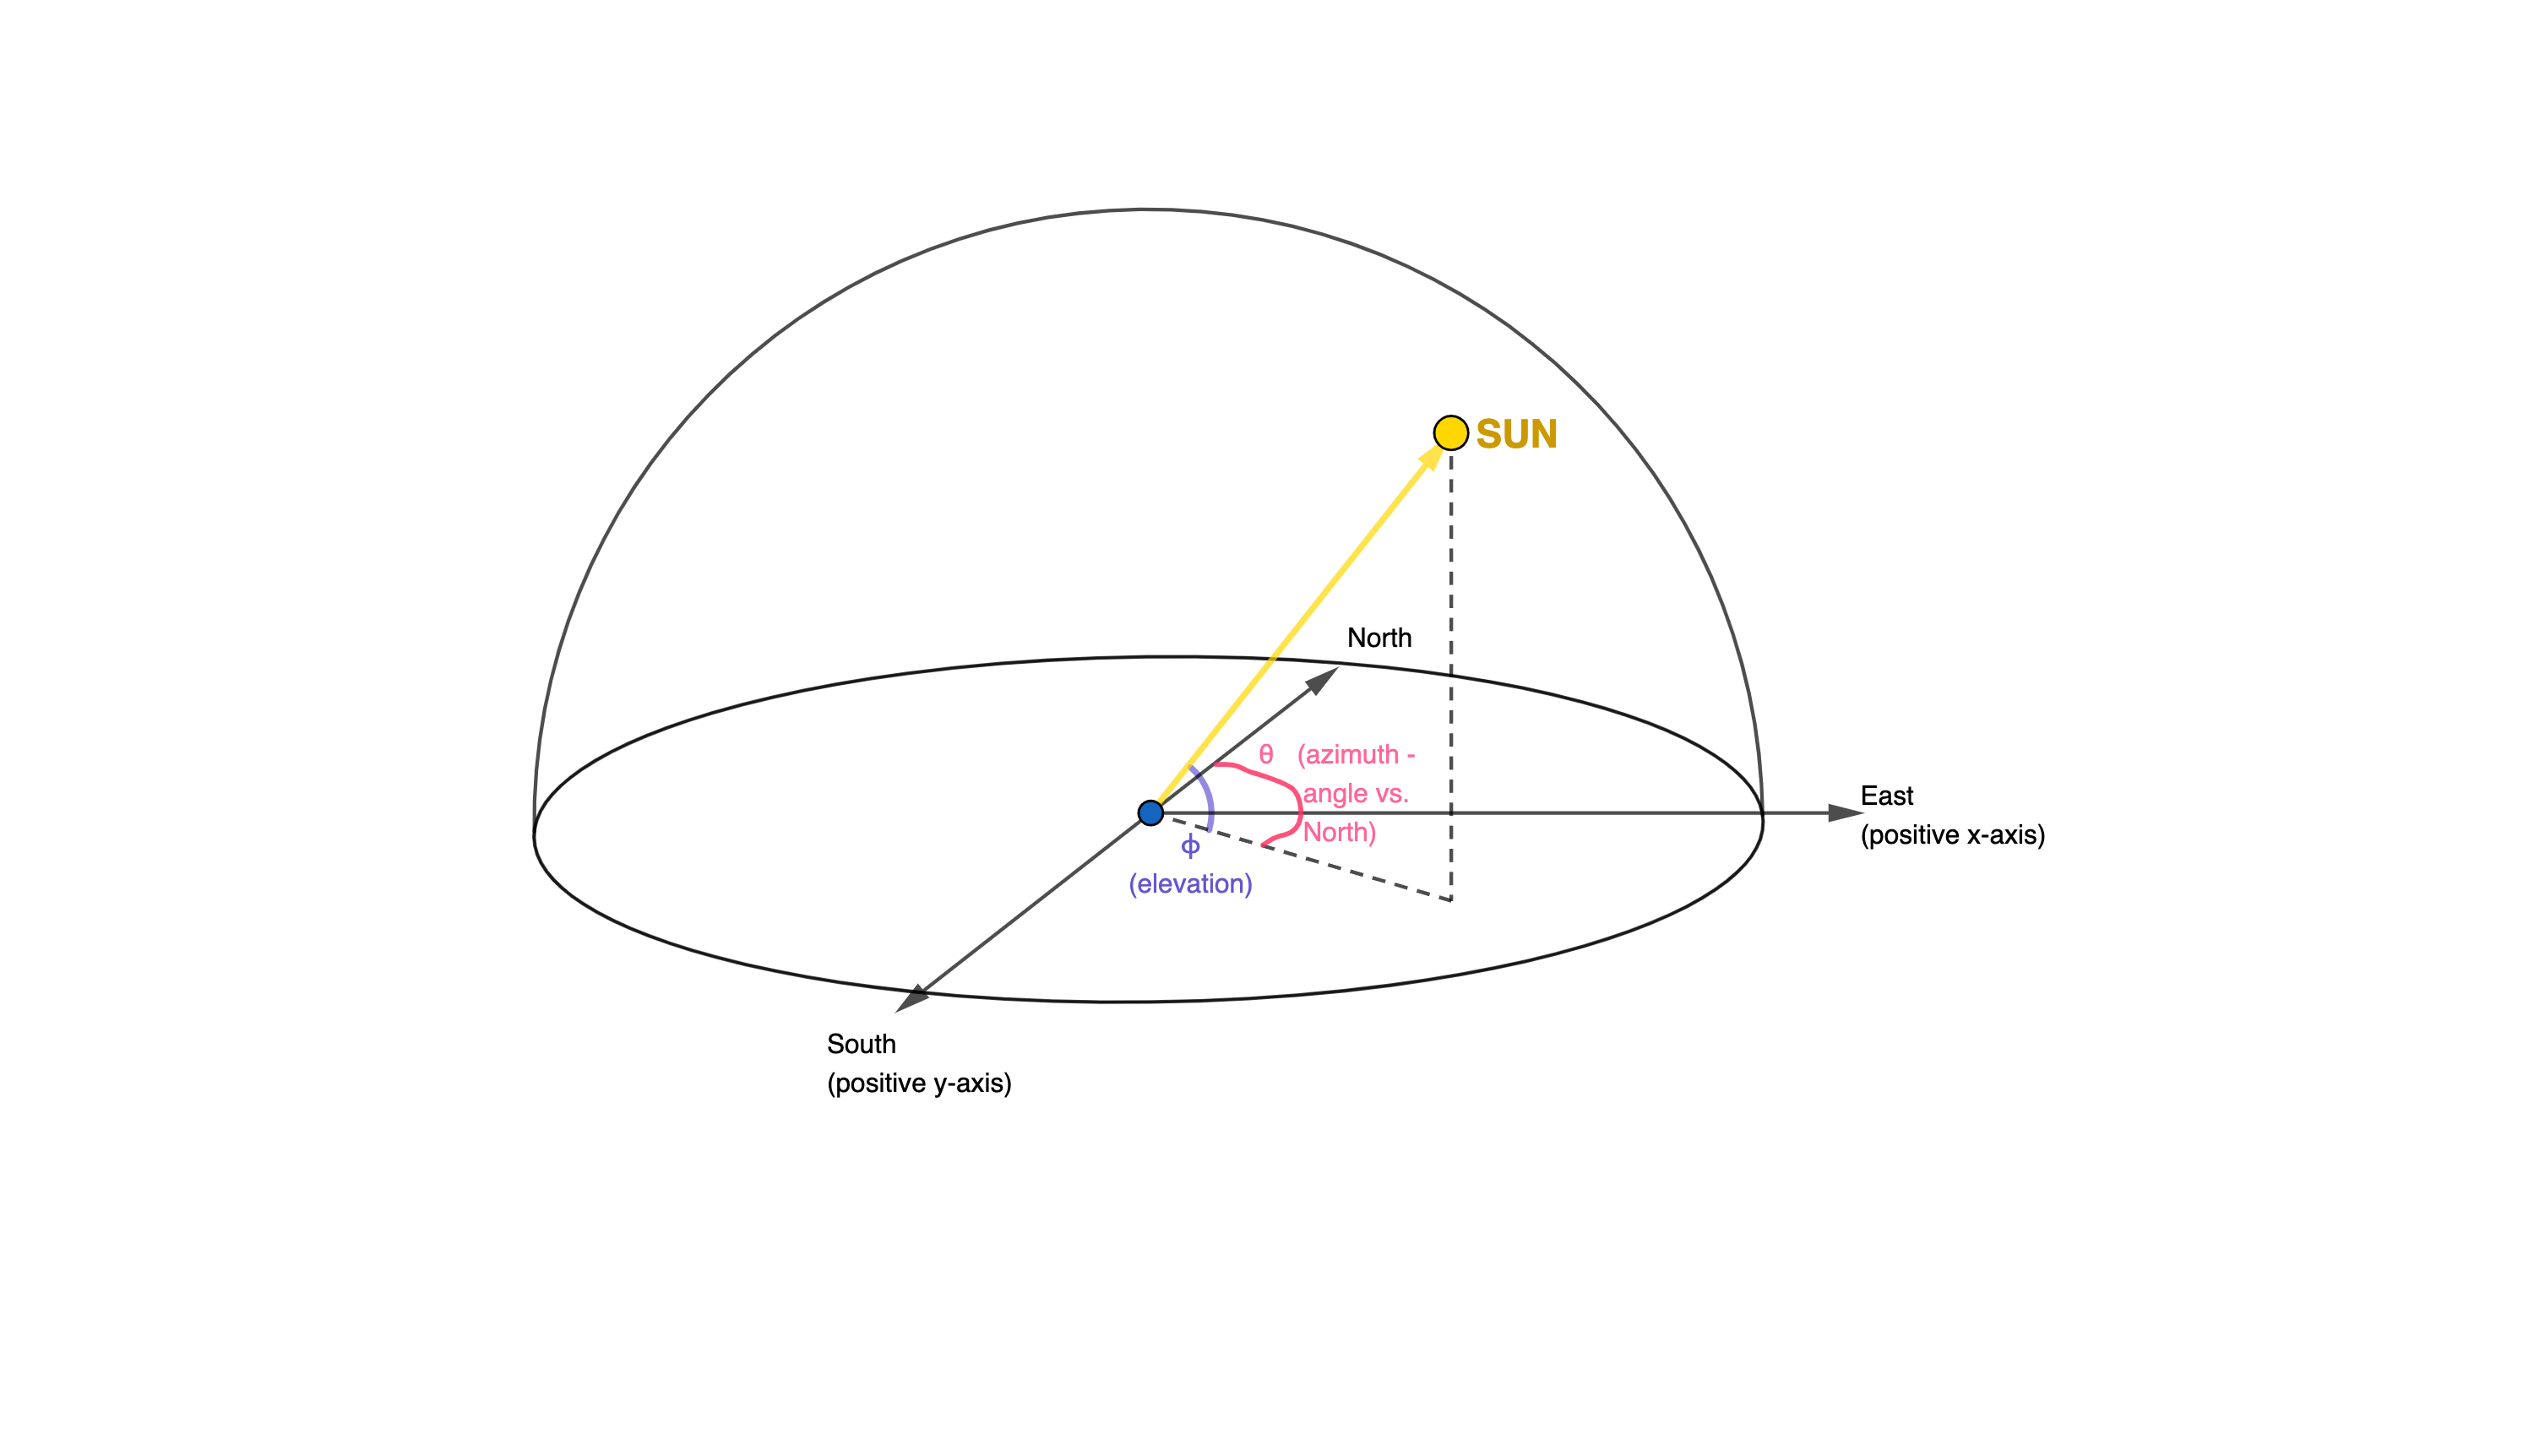 SUN
North
θ (azimuth -
angle vs.
North)
East
(positive x-axis)
ϕ
(elevation)
South
(positive y-axis)